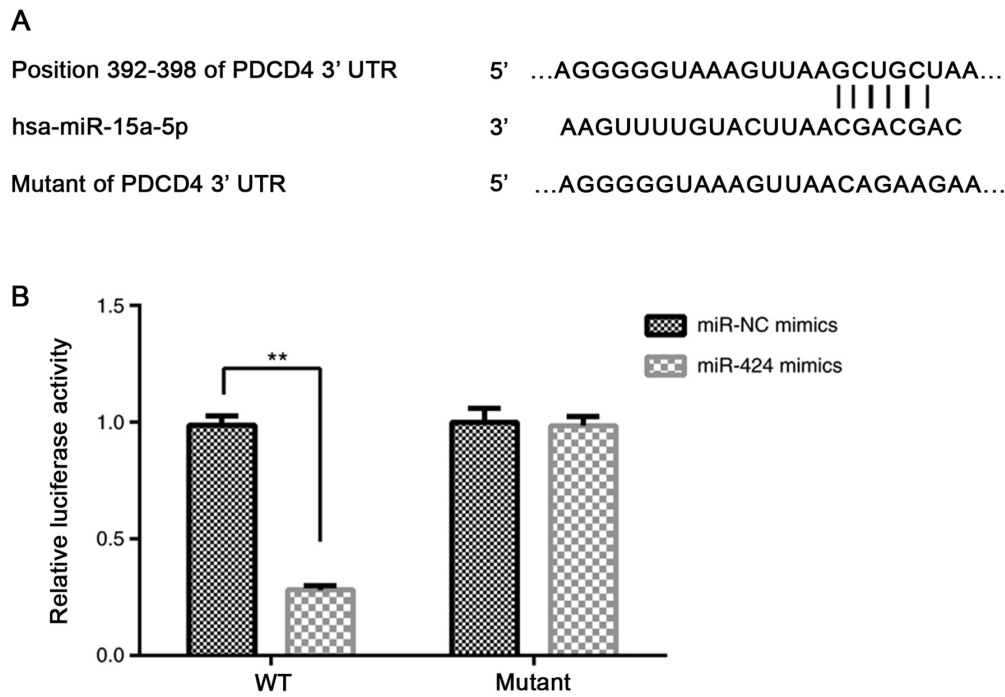 A
Position 392-398 of PDCD4 3' UTR 5' ...AGGGGGUAAAGUUAAGCUGCUAA...
hsa-miR-15a-5p 3' AAGUUUUGUACUUAACGACGAC
Mutant of PDCD4 3' UTR 5' ...AGGGGGUAAAGUUAACAGAAGAA...
B
1.5
miR-NC mimics
**
miR-424 mimics
1.0
Relative luciferase activity
0.5
0.0
WT Mutant